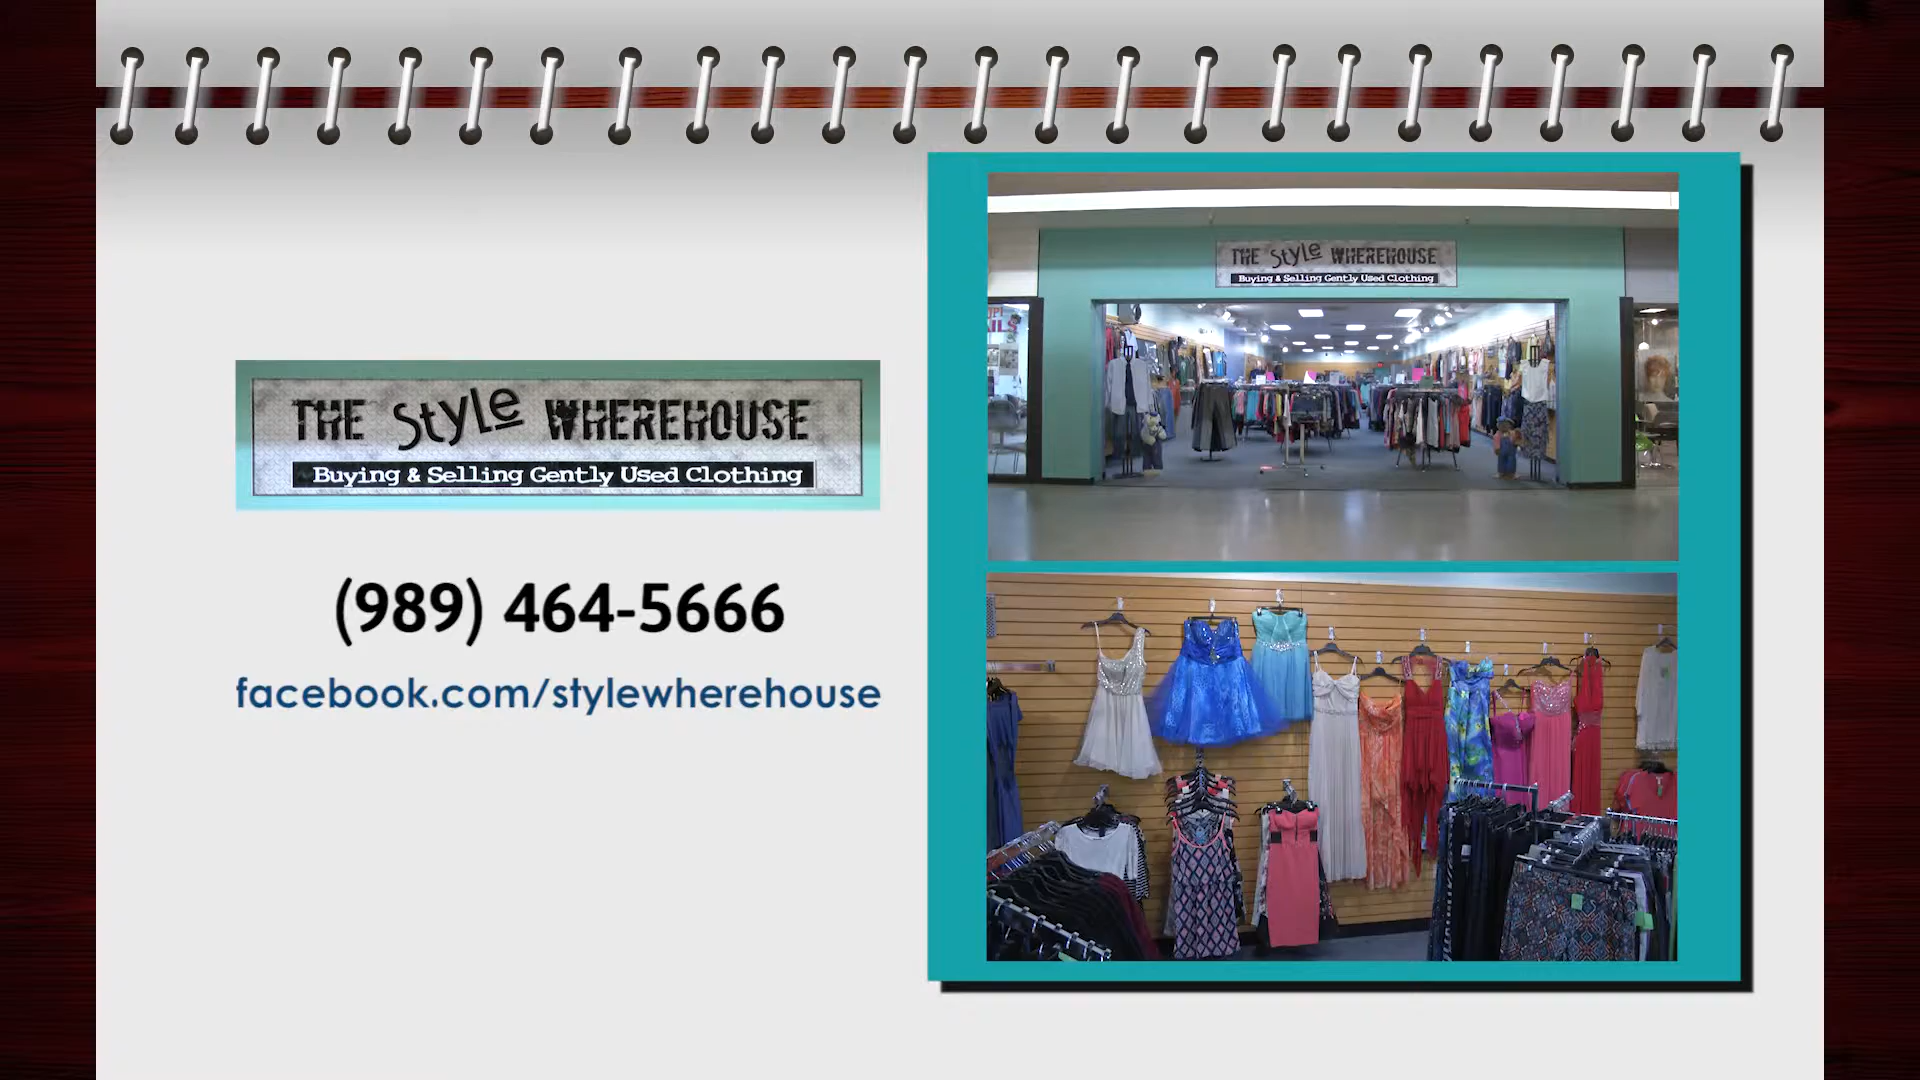 THE Style WHEREHOUSE
Buying & Selling Gently Used Clothing
(989) 464-5666
facebook.com/stylewherehouse
THE Style WHEREHOUSE
Buying & Selling Gently Used Clothing